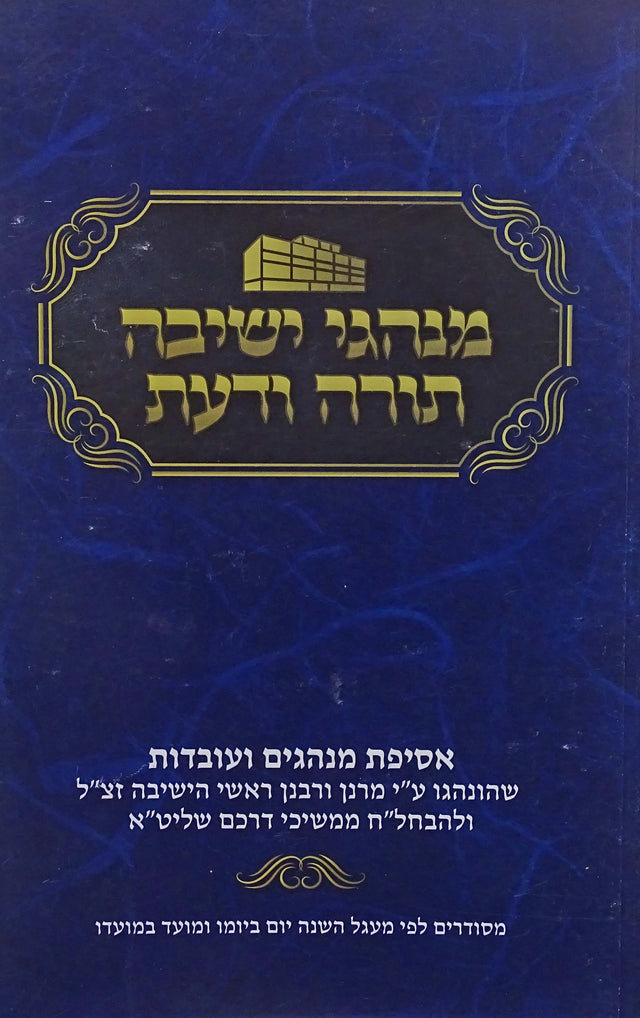 מנהגי ישיבה
תורה ודעת
אסיפת מנהגים ועובדות
שהונהגו ע״י מרנן ורבנן ראשי הישיבה זצ״ל
ולהבחל״ח ממשיכי דרכם שליט״א
מסודרים לפי מעגל השנה יום ביומו ומועד במועדו